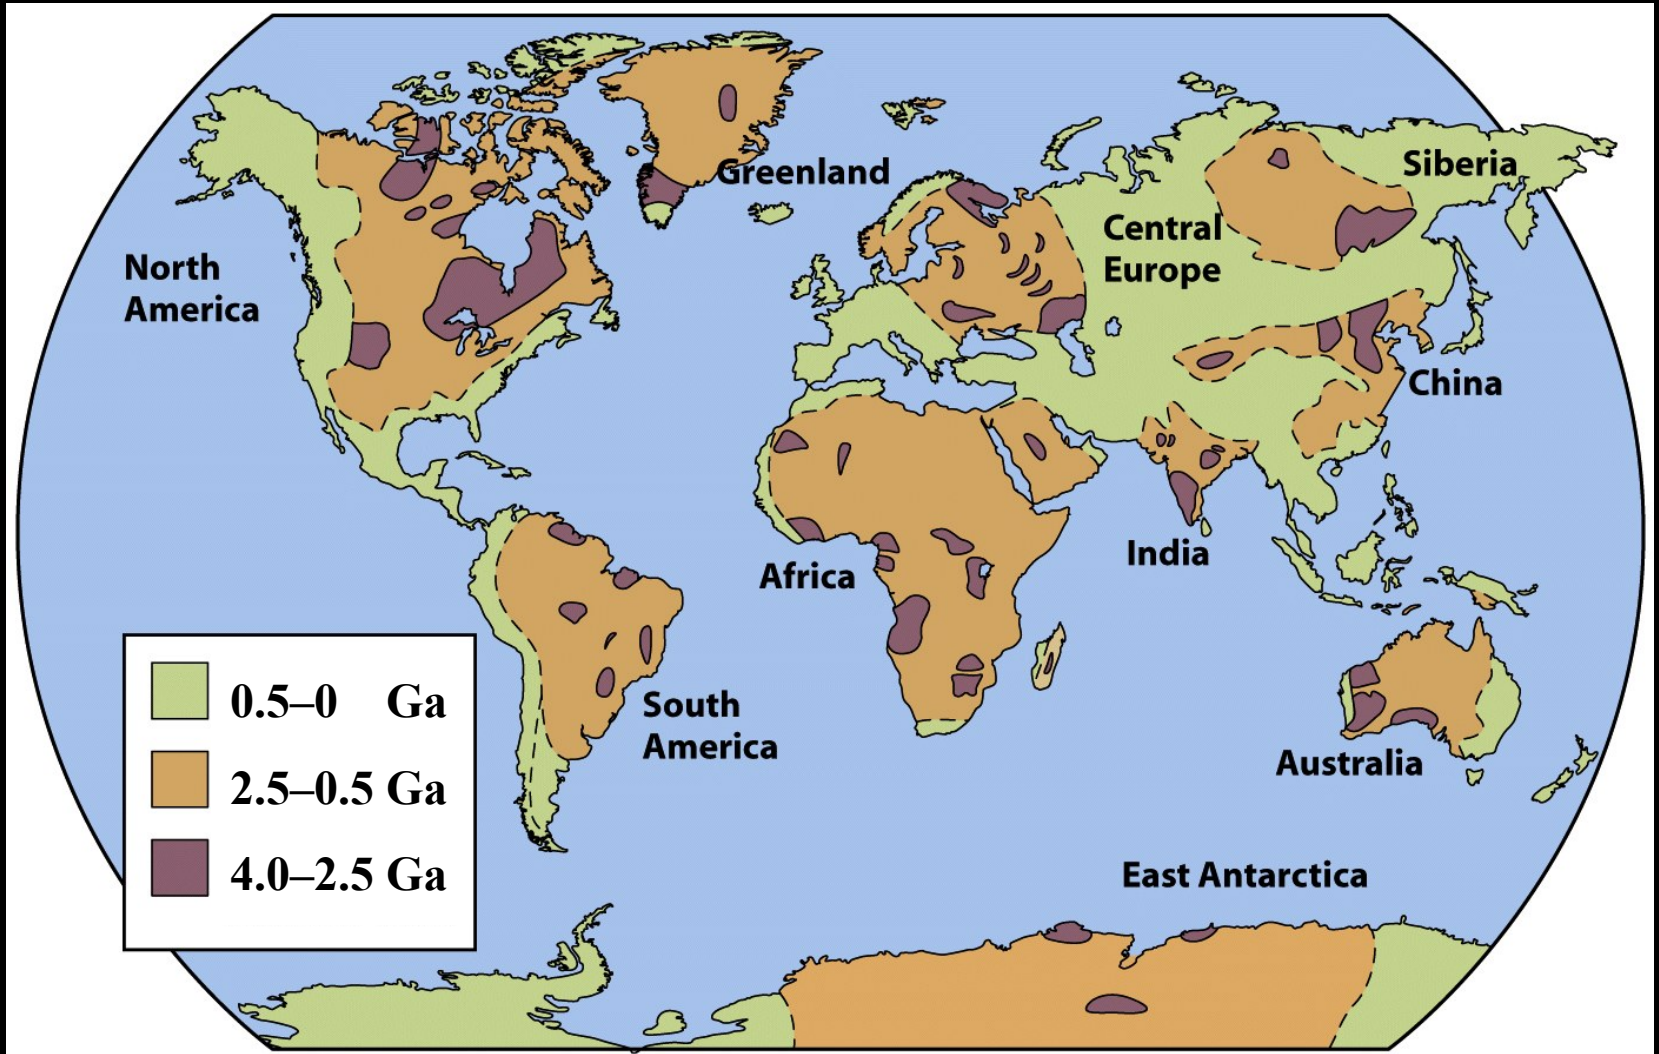 Greenland
Siberia
Central
Europe
North
America
China
India
Africa
South
America
Australia
East Antarctica
0.5–0 Ga
2.5–0.5 Ga
4.0–2.5 Ga